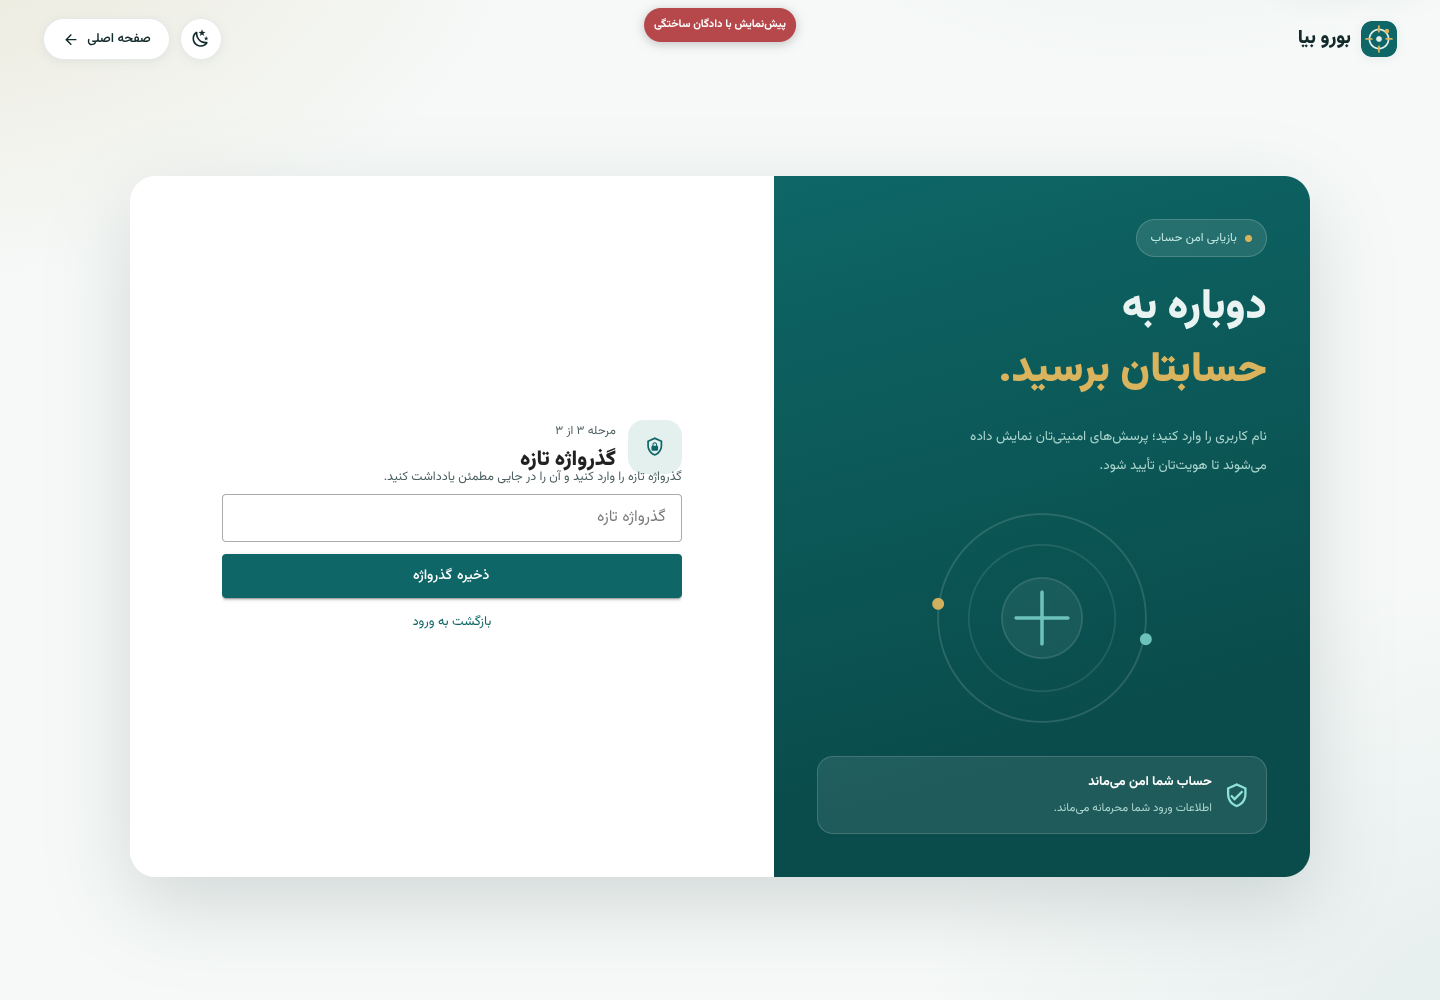 بورو بیا
پیش‌نمایش با دادگان ساختگی
صفحه اصلی
بازیابی امن حساب
دوباره به
حسابتان برسید.
نام کاربری را وارد کنید؛ پرسش‌های امنیتی‌تان نمایش داده
می‌شوند تا هویت‌تان تأیید شود.
حساب شما امن می‌ماند
اطلاعات ورود شما محرمانه می‌ماند.
مرحله ۳ از ۳
گذرواژه تازه
گذرواژه تازه را وارد کنید و آن را در جایی مطمئن یادداشت کنید.
گذرواژه تازه
ذخیره گذرواژه
بازگشت به ورود